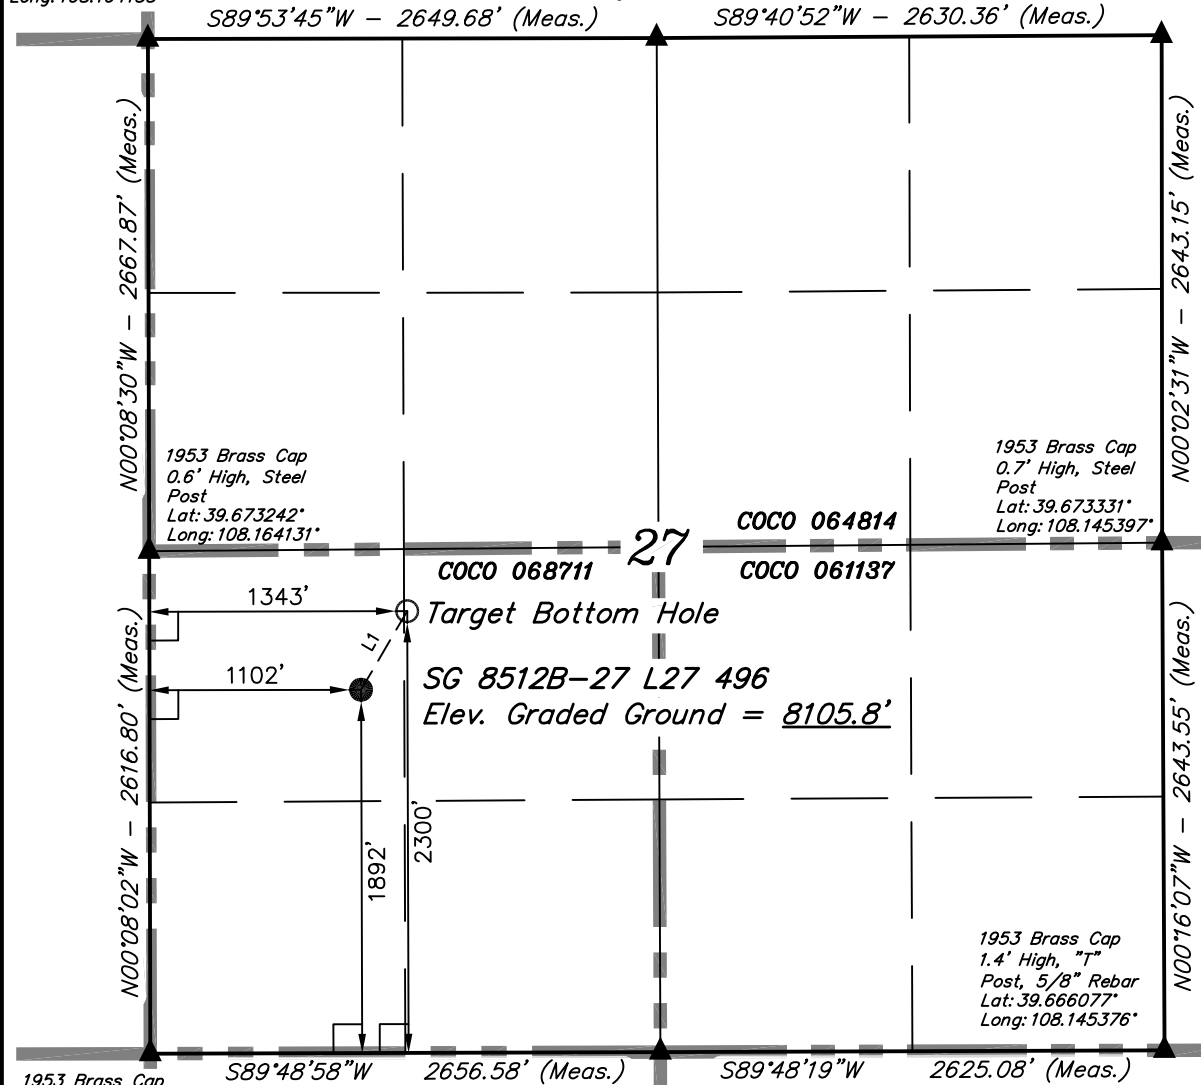 S89°53'45"W - 2649.68' (Meas.)
S89°40'52"W - 2630.36' (Meas.)
N00°08'30"W - 2667.87' (Meas.)
N00°02'31"W - 2643.15' (Meas.)
1953 Brass Cap
0.6' High, Steel
Post
Lat: 39.673242°
Long: 108.164131°
1953 Brass Cap
0.7' High, Steel
Post
Lat: 39.673331°
Long: 108.145397°
COCO 064814
27
COCO 068711
COCO 061137
1343'
Target Bottom Hole
L1
1102'
SG 8512B-27 L27 496
Elev. Graded Ground = 8105.8'
N00°08'02"W - 2616.80' (Meas.)
N00°16'07"W - 2643.55' (Meas.)
1892'
2300'
1953 Brass Cap
1.4' High, "T"
Post, 5/8" Rebar
Lat: 39.666077°
Long: 108.145376°
S89°48'58"W 2656.58' (Meas.)
S89°48'19"W 2625.08' (Meas.)
1953 Brass Cap